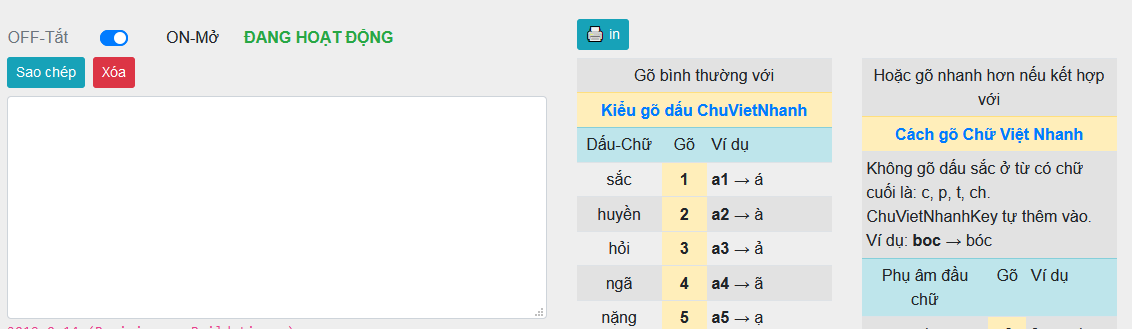 OFF-Tắt ON-Mở ĐANG HOẠT ĐỘNG
Sao chép Xóa
in
Gõ bình thường với
Kiểu gõ dấu ChuVietNhanh
Dấu-Chữ Gõ Ví dụ
sắc 1 a1 → á
huyền 2 a2 → à
hỏi 3 a3 → ả
ngã 4 a4 → ã
nặng 5 a5 → ạ
Hoặc gõ nhanh hơn nếu kết hợp
với
Cách gõ Chữ Việt Nhanh
Không gõ dấu sắc ở từ có chữ
cuối là: c, p, t, ch.
ChuVietNhanhKey tự thêm vào.
Ví dụ: boc → bóc
Phụ âm đầu Gõ Ví dụ
chữ